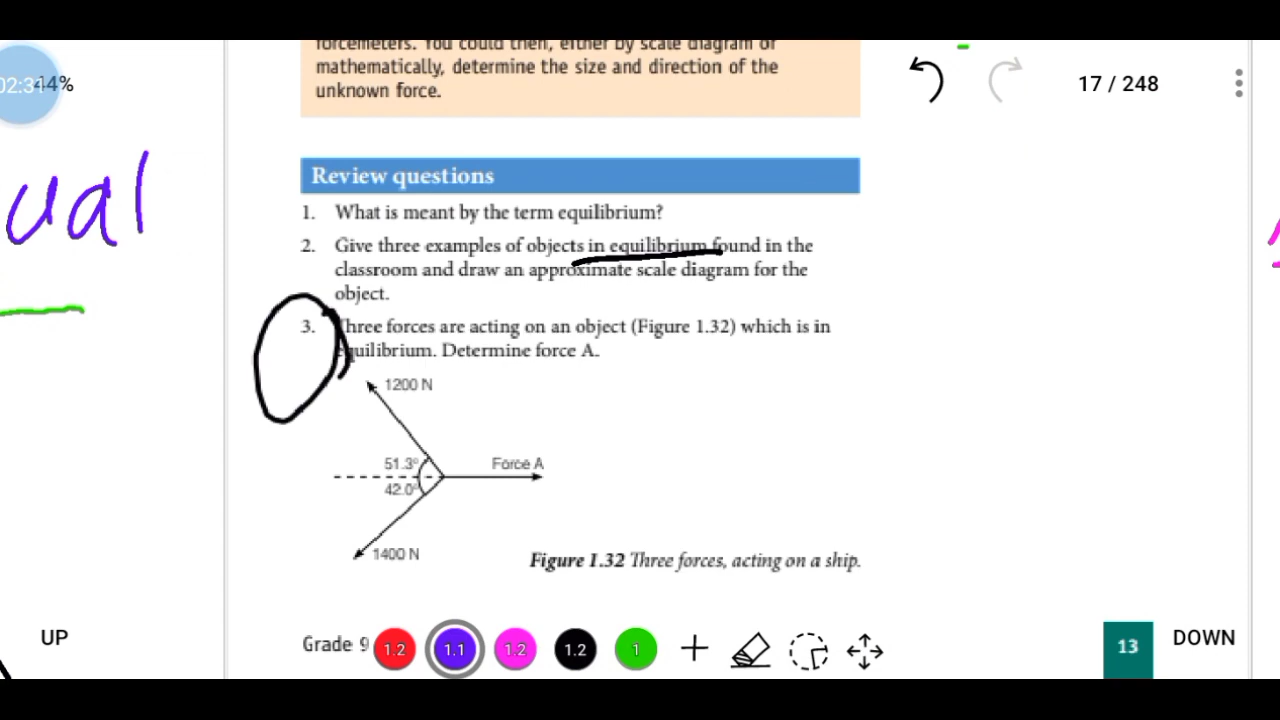 forcemeters. You could then, either by scale diagram or
mathematically, determine the size and direction of the
unknown force.
44%
17 / 248
ual
Review questions
1. What is meant by the term equilibrium?
2. Give three examples of objects in equilibrium found in the
classroom and draw an approximate scale diagram for the
object.
3. Three forces are acting on an object (Figure 1.32) which is in
equilibrium. Determine force A.
1200 N
51.3°
Force A
42.0°
1400 N
Figure 1.32 Three forces, acting on a ship.
UP
Grade 9
1.2
1.1
1.2
1.2
1
13
DOWN